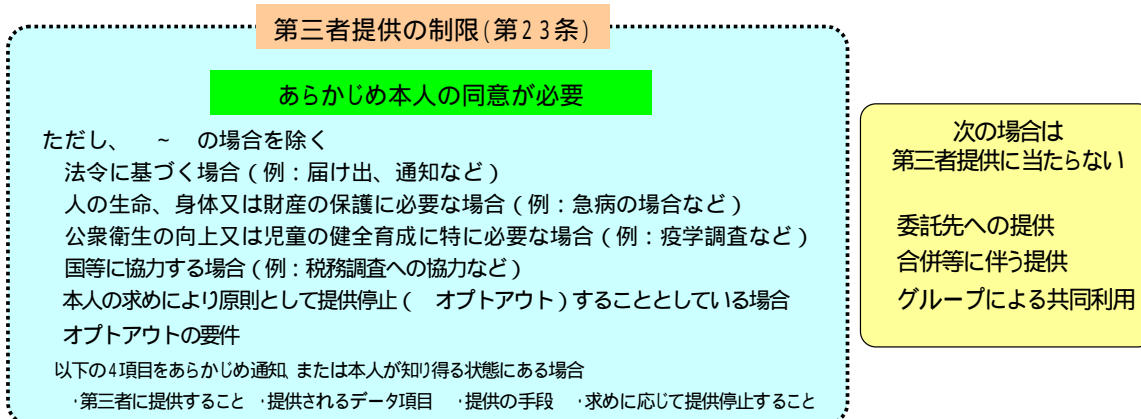 第三者提供の制限(第23条)
あらかじめ本人の同意が必要
ただし、 ～ の場合を除く
法令に基づく場合(例:届け出、通知など)
人の生命、身体又は財産の保護に必要な場合(例:急病の場合など)
公衆衛生の向上又は児童の健全育成に特に必要な場合(例:疫学調査など)
国等に協力する場合(例:税務調査への協力など)
本人の求めにより原則として提供停止( オプトアウト)することとしている場合
オプトアウトの要件
以下の4項目をあらかじめ通知、または本人が知り得る状態にある場合
・第三者に提供すること ・提供されるデータ項目 ・提供の手段 ・求めに応じて提供停止すること
次の場合は
第三者提供に当たらない
委託先への提供
合併等に伴う提供
グループによる共同利用